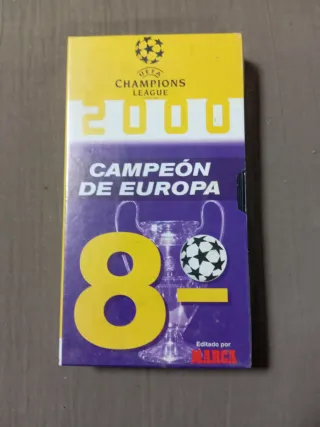 UEFA
CHAMPIONS
LEAGUE
2000
CAMPEÓN
DE EUROPA
8-
Editado por
MARCA